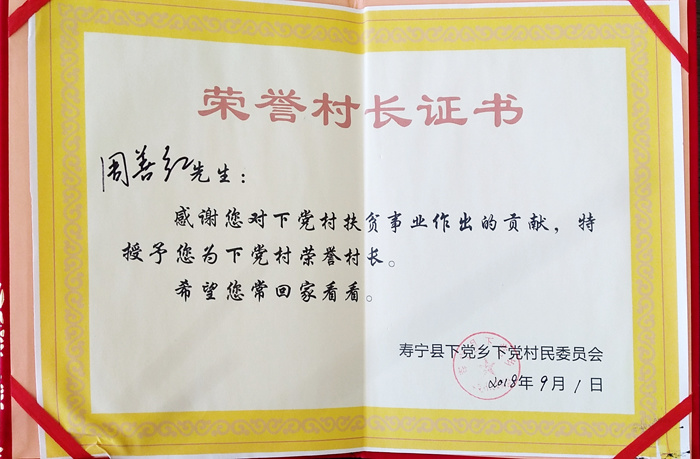 荣誉村长证书
周善红先生：
感谢您对下党村扶贫事业作出的贡献，特
授予您为下党村荣誉村长。
希望您常回家看看。
寿宁县下党乡下党村民委员会
2018年9月1日